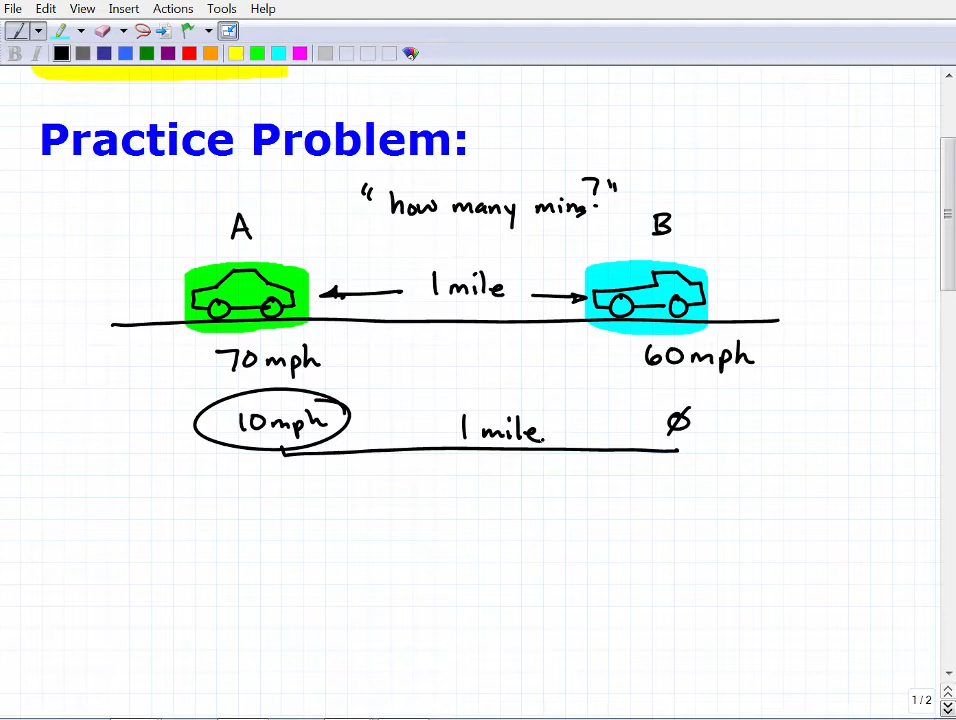 File Edit View Insert Actions Tools Help
B I
Practice Problem:
"how many mins?"
A
B
1 mile
70 mph
60 mph
10 mph
1 mile.
Ø
1 / 2